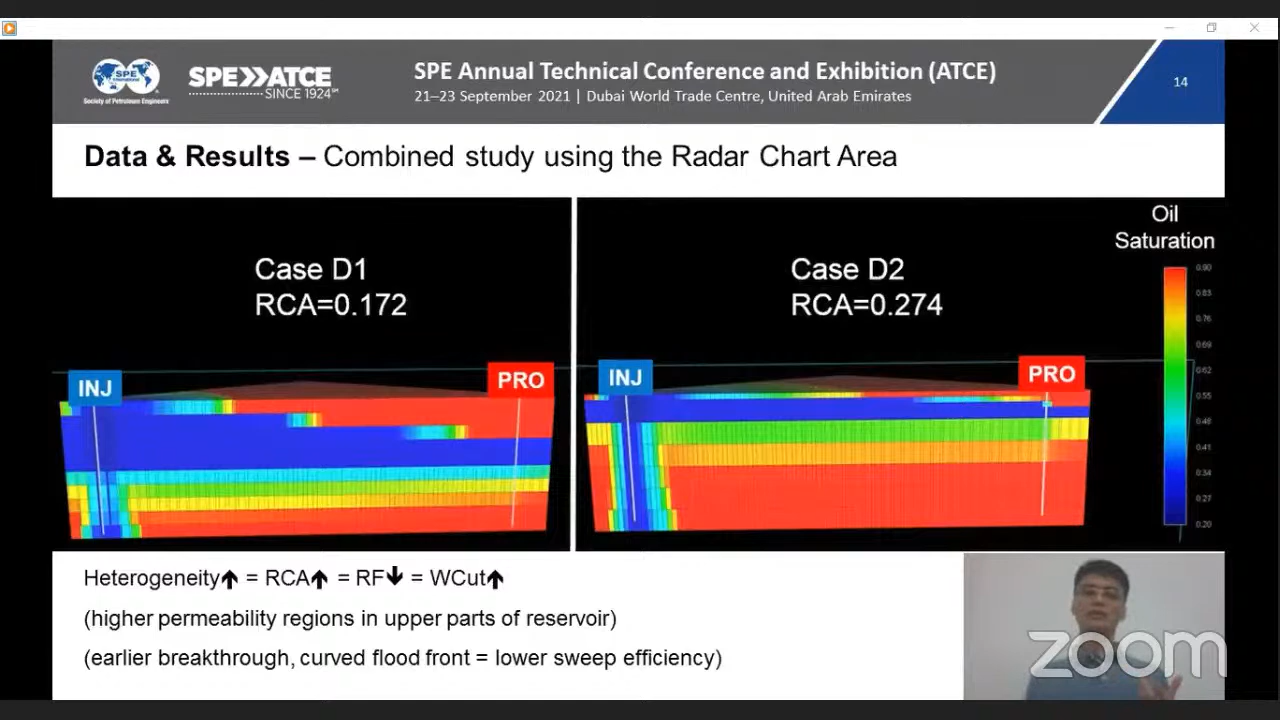 SPE
International
Society of Petroleum Engineers
SPE»ATCE
SINCE 1924℠
SPE Annual Technical Conference and Exhibition (ATCE)
21–23 September 2021 | Dubai World Trade Centre, United Arab Emirates
14
Data & Results – Combined study using the Radar Chart Area
Case D1
RCA=0.172
INJ
PRO
Case D2
RCA=0.274
INJ
PRO
Oil
Saturation
0.90
0.83
0.76
0.69
0.62
0.55
0.48
0.41
0.34
0.27
0.20
Heterogeneity🡅 = RCA🡅 = RF🡇 = WCut🡅
(higher permeability regions in upper parts of reservoir)
(earlier breakthrough, curved flood front = lower sweep efficiency)
zoom